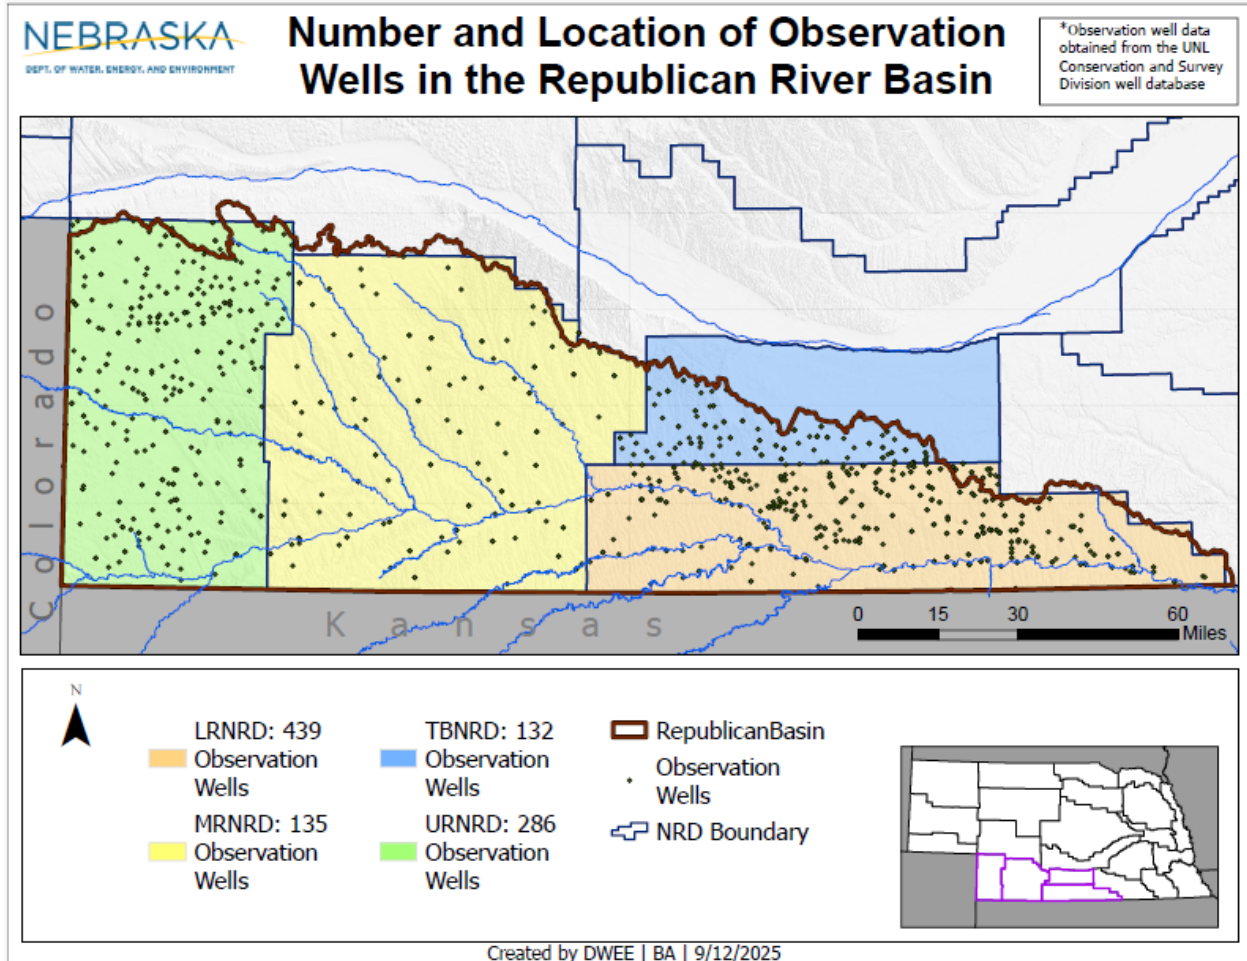 NEBRASKA
DEPT. OF WATER, ENERGY, AND ENVIRONMENT
Number and Location of Observation
Wells in the Republican River Basin
*Observation well data
obtained from the UNL
Conservation and Survey
Division well database
Colorado
Kansas
0 15 30 60
Miles
N
LRNRD: 439
Observation
Wells
MRNRD: 135
Observation
Wells
TBNRD: 132
Observation
Wells
URNRD: 286
Observation
Wells
RepublicanBasin
Observation
Wells
NRD Boundary
Created by DWEE | BA | 9/12/2025